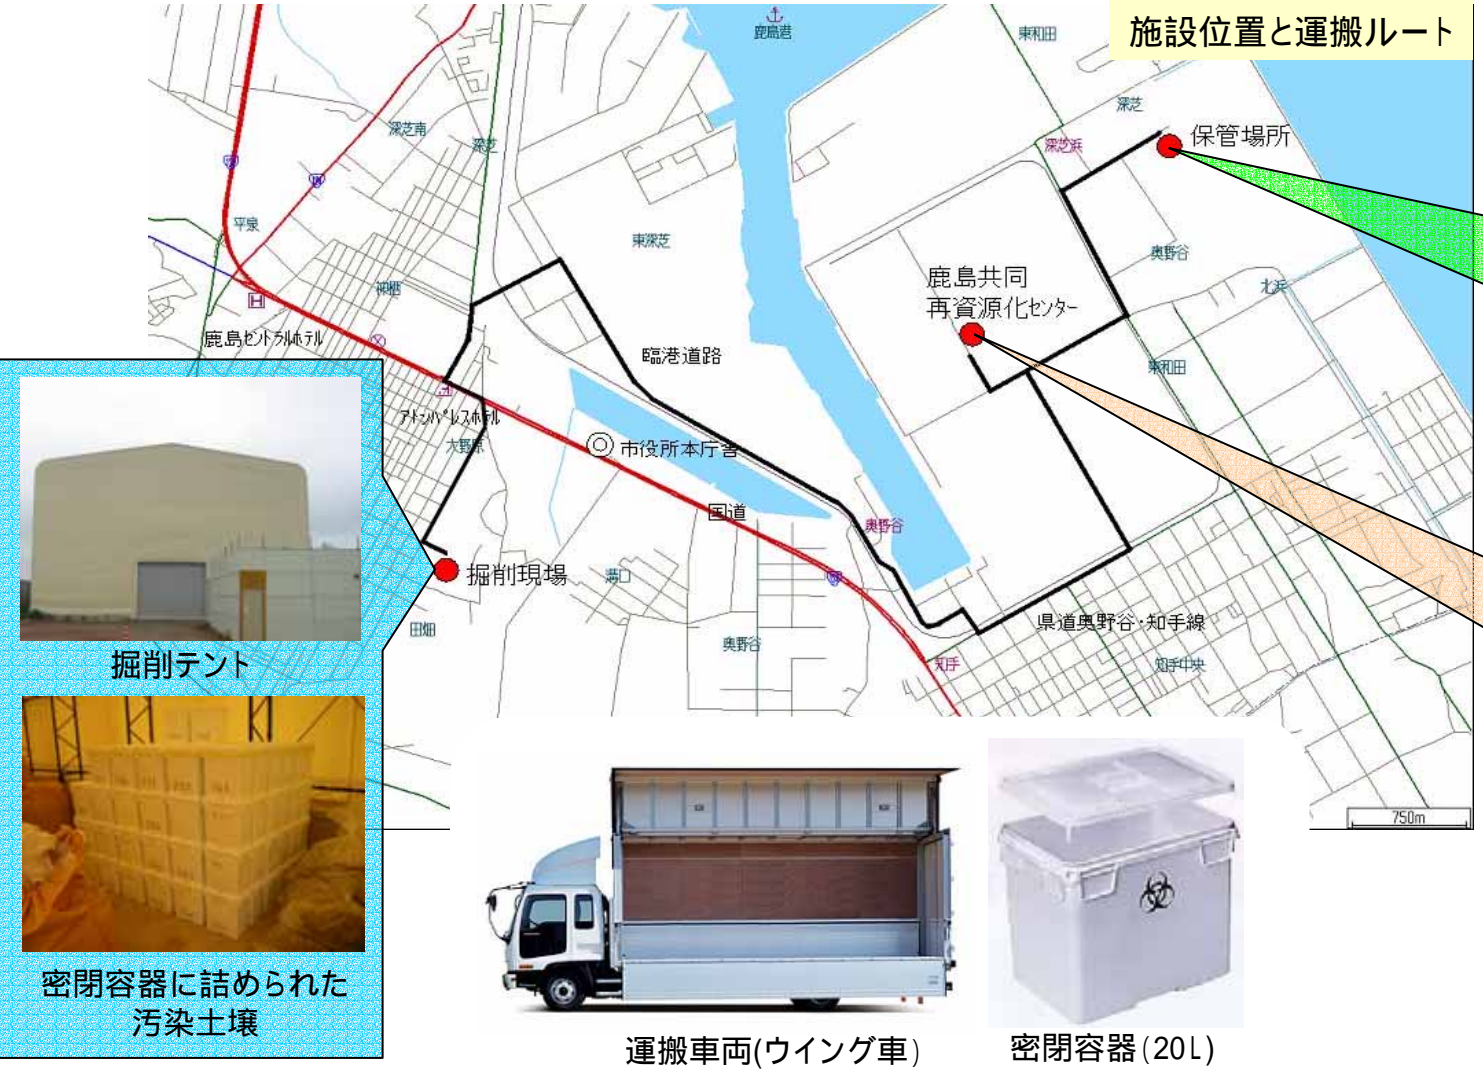 施設位置と運搬ルート
鹿島港
東和田
深芝
深芝浜
保管場所
深芝南
深芝
平泉
東深芝
奥野谷
北浜
神栖
鹿島共同
再資源化センター
鹿島セントラルホテル
臨港道路
東和田
アトンパレスホテル
大野原
市役所本庁舎
国道
奥野谷
掘削現場
溝口
田畑
奥野谷
県道奥野谷・知手線
知手
知手中央
掘削テント
750m
密閉容器に詰められた
汚染土壌
運搬車両(ウイング車)
密閉容器(20L)